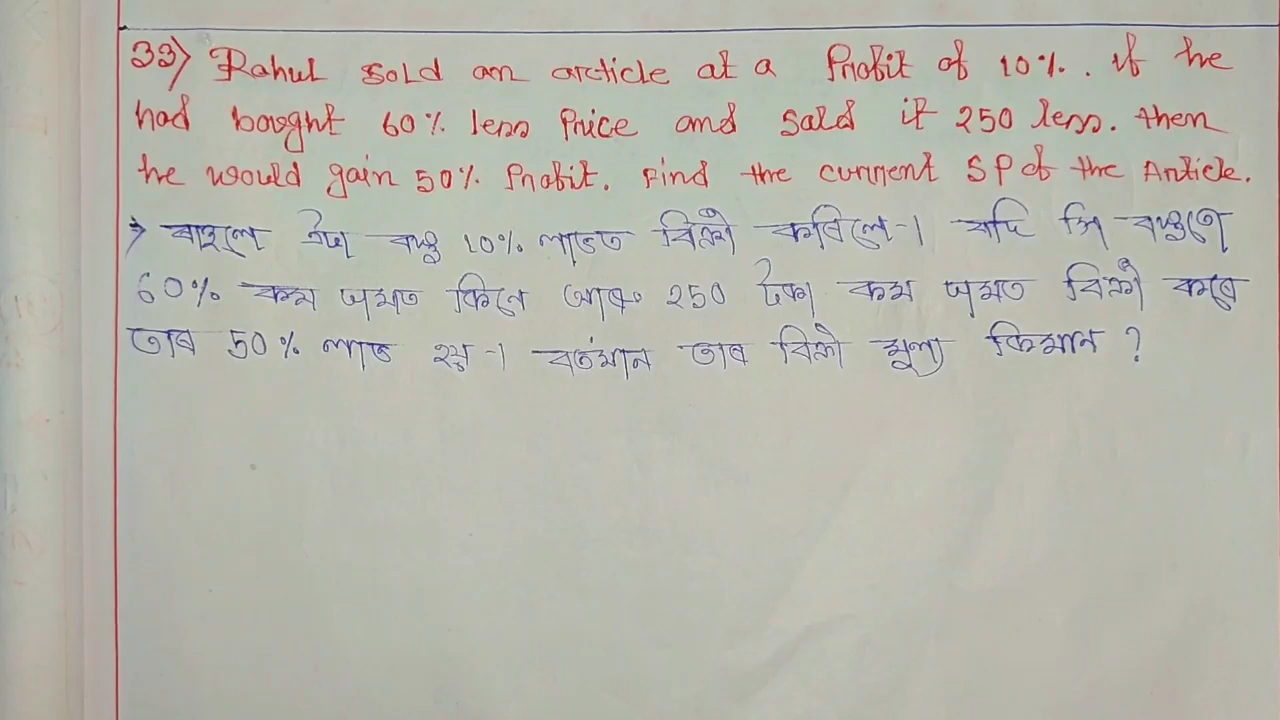 33) Rahul sold an article at a Profit of 10%. if he
had bought 60% less Price and sald it 250 less. then
he would gain 50% Profit. Find the current SP of the Article.
→ ৰাহুলে এটা বস্তু 10% লাভত বিক্ৰী কৰিলে। যদি সি বস্তুটো
60% কম দামত কিনে আৰু 250 টকা কম দামত বিক্ৰী কৰে
তাৰ 50% লাভ হয়। বৰ্তমান তাৰ বিক্ৰী মূল্য কিমান ?